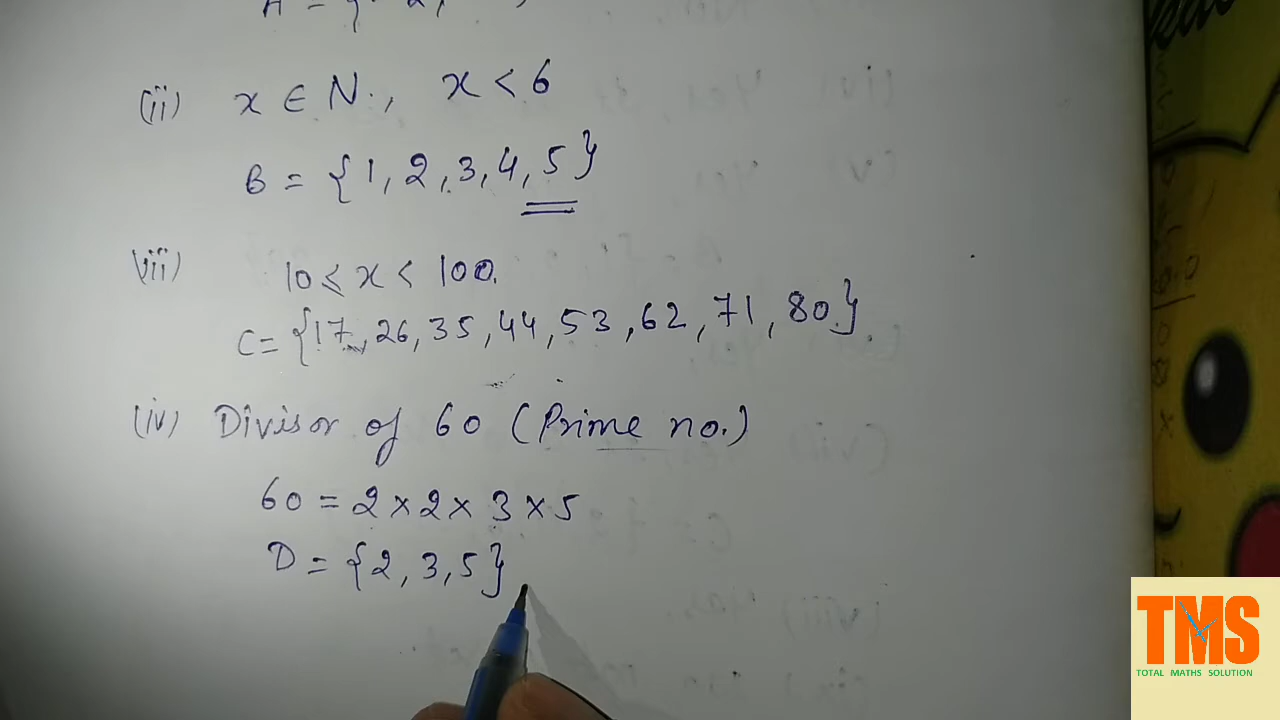 A = {
(ii) x ∈ N., x < 6
B = {1, 2, 3, 4, 5}
(iii) 10 ⩽ x < 100.
C = {17, 26, 35, 44, 53, 62, 71, 80.}
(iv) Divisor of 60 (Prime no.)
60 = 2 × 2 × 3 × 5
D = {2, 3, 5}
TMS
TOTAL MATHS SOLUTION